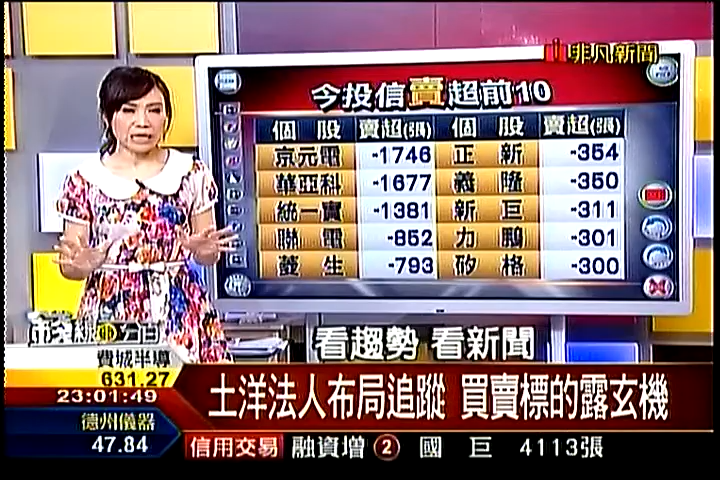 非凡新聞
今投信賣超前10
個股 賣超(張) 個股 賣超(張)
京元電 -1746 正新 -354
華亞科 -1677 義隆 -350
統一實 -1381 新巨 -311
聯電 -852 力鵬 -301
菱生 -793 矽格 -300
看趨勢 看新聞
費城半導
631.27
23:01:49
土洋法人布局追蹤 買賣標的露玄機
德州儀器
47.84
信用交易 融資增 2 國巨 4113張